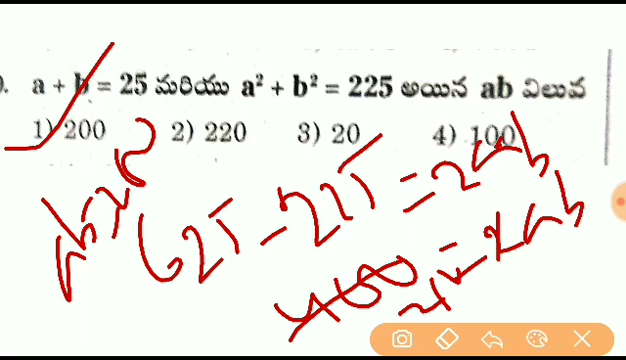 ). a + b = 25 మరియు a² + b² = 225 అయిన ab విలువ
1) 200 2) 220 3) 20 4) 100
625 - 225 = 2ab
400 = 2ab